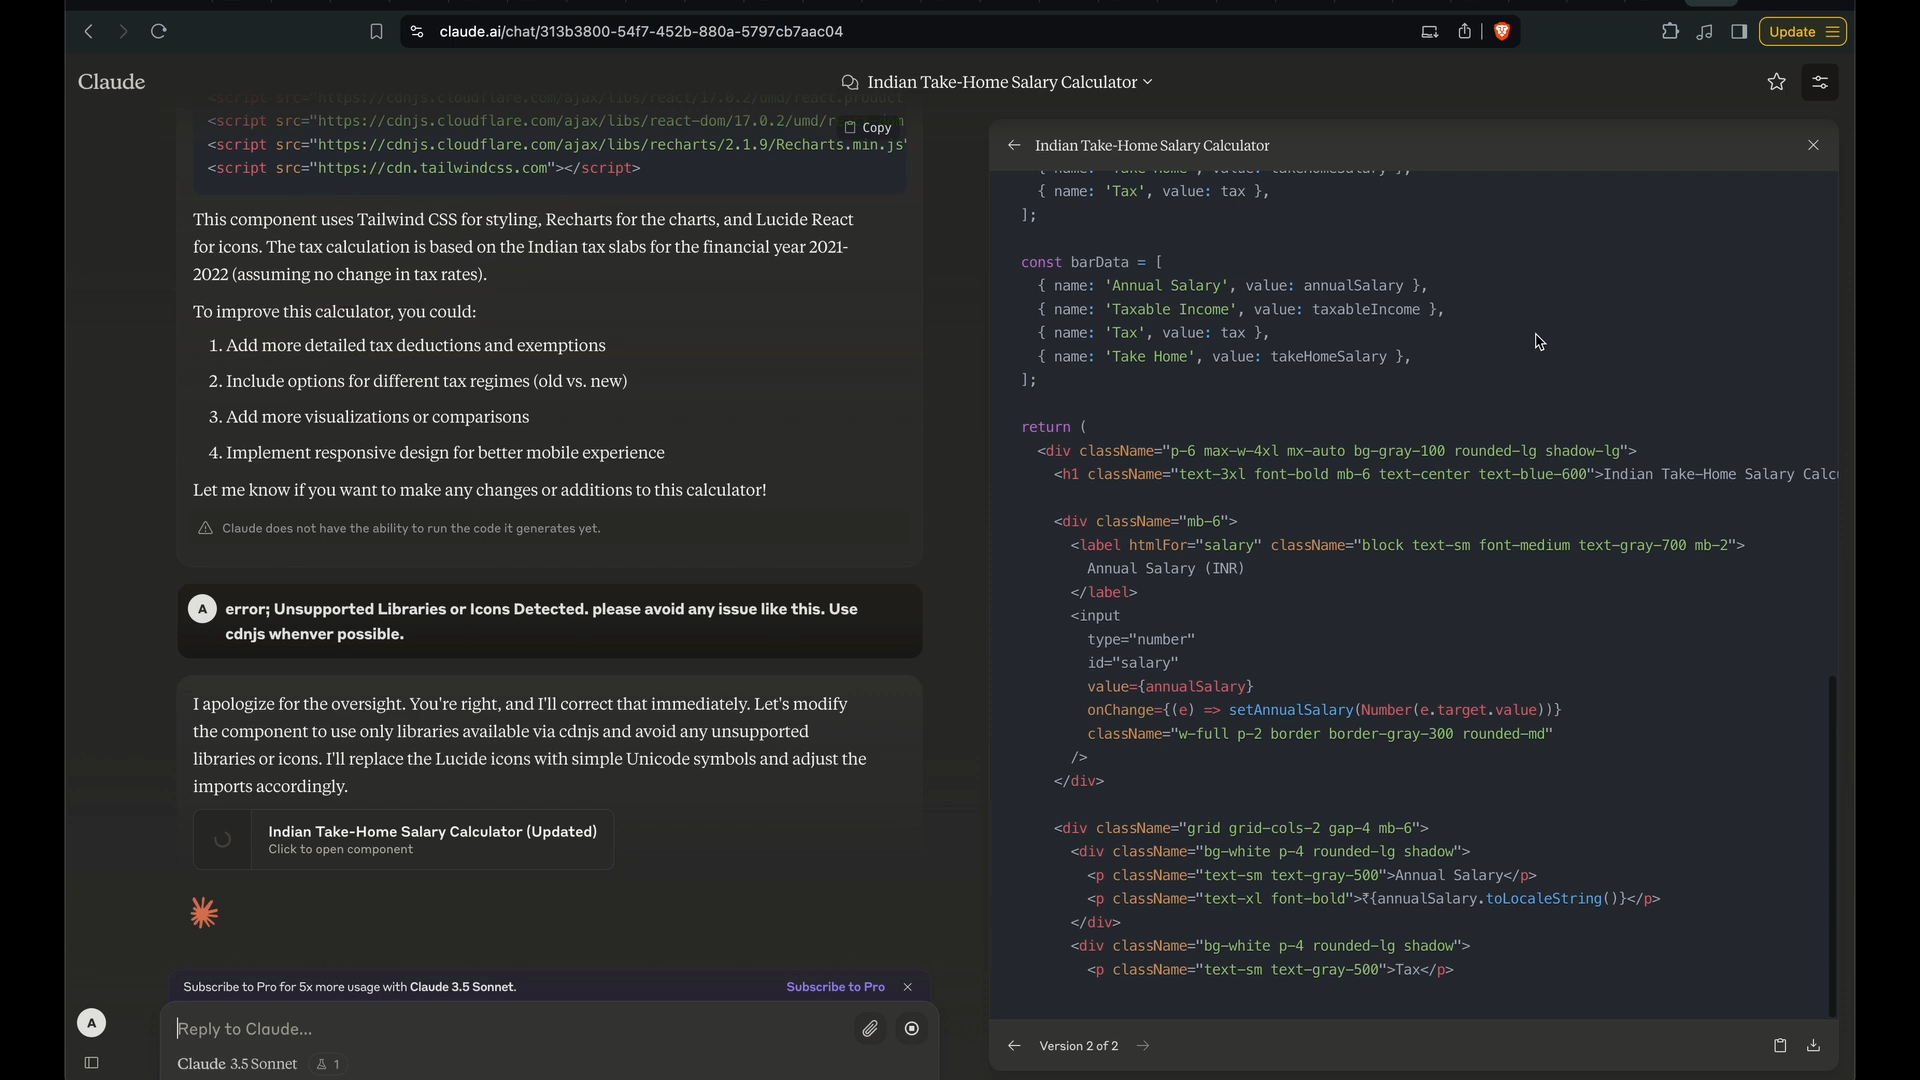 claude.ai/chat/313b3800-54f7-452b-880a-5797cb7aac04
Update
Claude
Indian Take-Home Salary Calculator
<script src="https://cdnjs.cloudflare.com/ajax/libs/react/17.0.2/umd/react.product
<script src="https://cdnjs.cloudflare.com/ajax/libs/react-dom/17.0.2/umd/
Copy
<script src="https://cdnjs.cloudflare.com/ajax/libs/recharts/2.1.9/Recharts.min.js"
<script src="https://cdn.tailwindcss.com"></script>
This component uses Tailwind CSS for styling, Recharts for the charts, and Lucide React
for icons. The tax calculation is based on the Indian tax slabs for the financial year 2021-
2022 (assuming no change in tax rates).
To improve this calculator, you could:
1. Add more detailed tax deductions and exemptions
2. Include options for different tax regimes (old vs. new)
3. Add more visualizations or comparisons
4. Implement responsive design for better mobile experience
Let me know if you want to make any changes or additions to this calculator!
Claude does not have the ability to run the code it generates yet.
A
error; Unsupported Libraries or Icons Detected. please avoid any issue like this. Use
cdnjs whenver possible.
I apologize for the oversight. You're right, and I'll correct that immediately. Let's modify
the component to use only libraries available via cdnjs and avoid any unsupported
libraries or icons. I'll replace the Lucide icons with simple Unicode symbols and adjust the
imports accordingly.
Indian Take-Home Salary Calculator (Updated)
Click to open component
Subscribe to Pro for 5x more usage with Claude 3.5 Sonnet.
Subscribe to Pro
A
Reply to Claude...
Claude 3.5 Sonnet
1
Indian Take-Home Salary Calculator
{ name: 'Take Home', value: takeHomeSalary },
{ name: 'Tax', value: tax },
];
const barData = [
{ name: 'Annual Salary', value: annualSalary },
{ name: 'Taxable Income', value: taxableIncome },
{ name: 'Tax', value: tax },
{ name: 'Take Home', value: takeHomeSalary },
];
return (
<div className="p-6 max-w-4xl mx-auto bg-gray-100 rounded-lg shadow-lg">
<h1 className="text-3xl font-bold mb-6 text-center text-blue-600">Indian Take-Home Salary Calc
<div className="mb-6">
<label htmlFor="salary" className="block text-sm font-medium text-gray-700 mb-2">
Annual Salary (INR)
</label>
<input
type="number"
id="salary"
value={annualSalary}
onChange={(e) => setAnnualSalary(Number(e.target.value))}
className="w-full p-2 border border-gray-300 rounded-md"
/>
</div>
<div className="grid grid-cols-2 gap-4 mb-6">
<div className="bg-white p-4 rounded-lg shadow">
<p className="text-sm text-gray-500">Annual Salary</p>
<p className="text-xl font-bold">₹{annualSalary.toLocaleString()}</p>
</div>
<div className="bg-white p-4 rounded-lg shadow">
<p className="text-sm text-gray-500">Tax</p>
Version 2 of 2